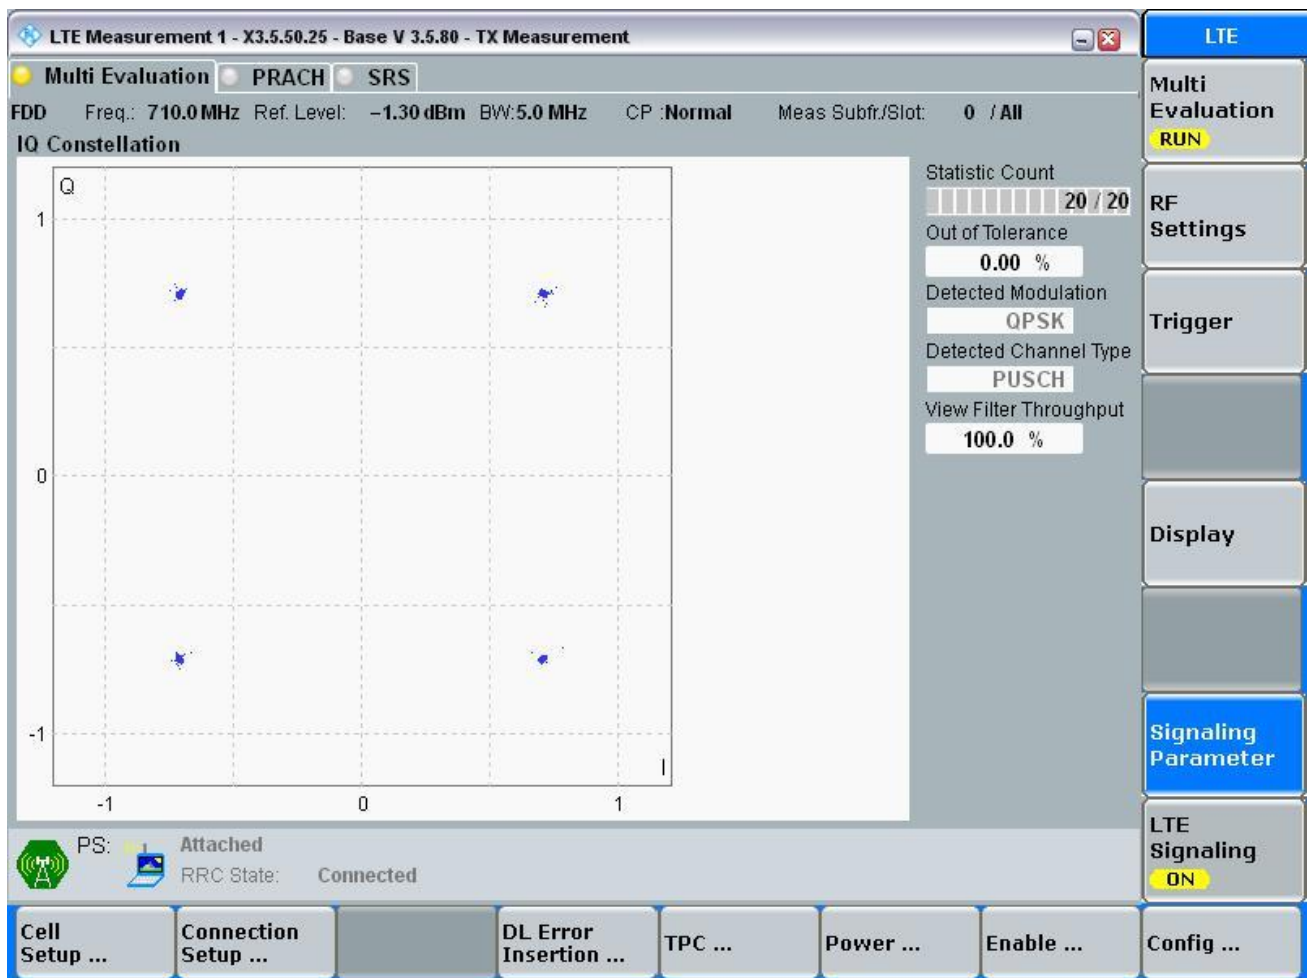 LTE Measurement 1 - X3.5.50.25 - Base V 3.5.80 - TX Measurement
LTE
Multi Evaluation PRACH SRS
FDD Freq.: 710.0 MHz Ref. Level: −1.30 dBm BW:5.0 MHz CP :Normal Meas Subfr./Slot: 0 / All
IQ Constellation
Q
1
0
-1
I
-1 0 1
Statistic Count
20 / 20
Out of Tolerance
0.00 %
Detected Modulation
QPSK
Detected Channel Type
PUSCH
View Filter Throughput
100.0 %
Multi
Evaluation
RUN
RF
Settings
Trigger
Display
Signaling
Parameter
LTE
Signaling
ON
PS: Attached
RRC State: Connected
Cell
Setup ...
Connection
Setup ...
DL Error
Insertion ...
TPC ...
Power ...
Enable ...
Config ...